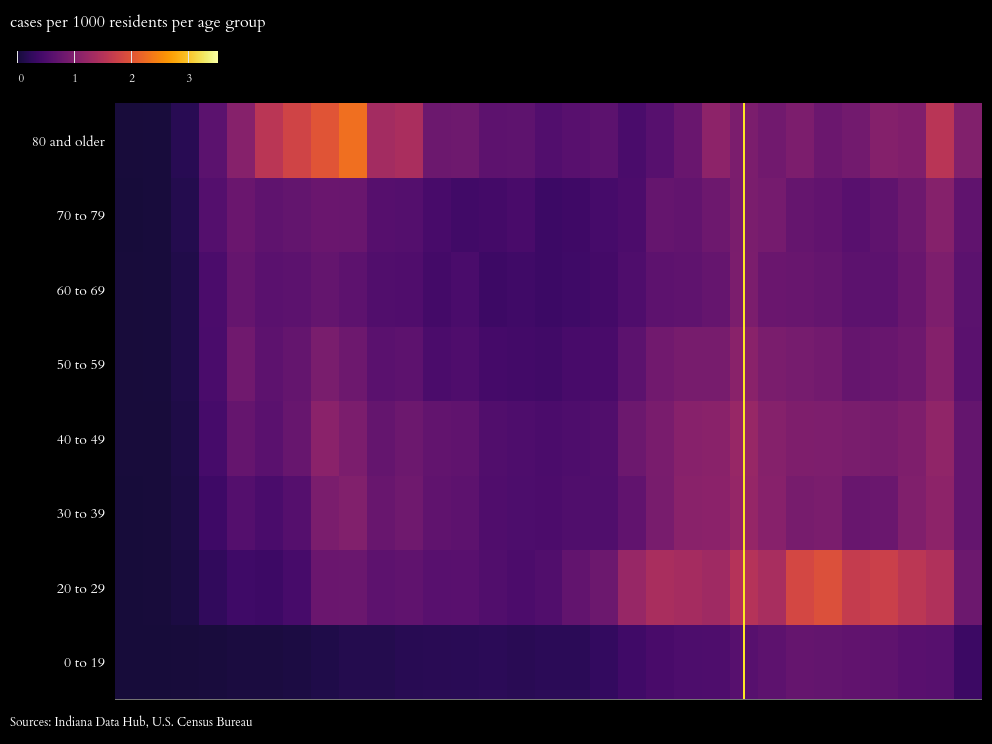 cases per 1000 residents per age group
0 1 2 3
80 and older
70 to 79
60 to 69
50 to 59
40 to 49
30 to 39
20 to 29
0 to 19
Sources: Indiana Data Hub, U.S. Census Bureau